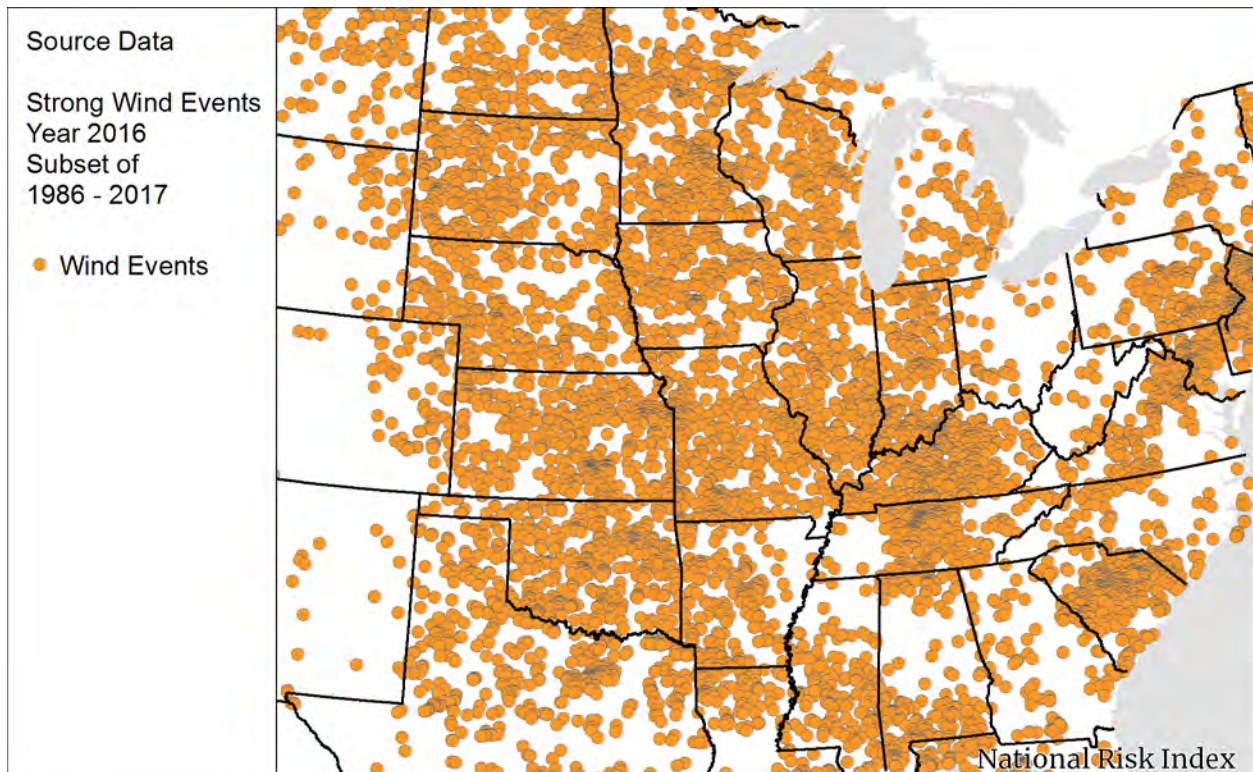 Source Data
Strong Wind Events
Year 2016
Subset of
1986 - 2017
Wind Events
National Risk Index